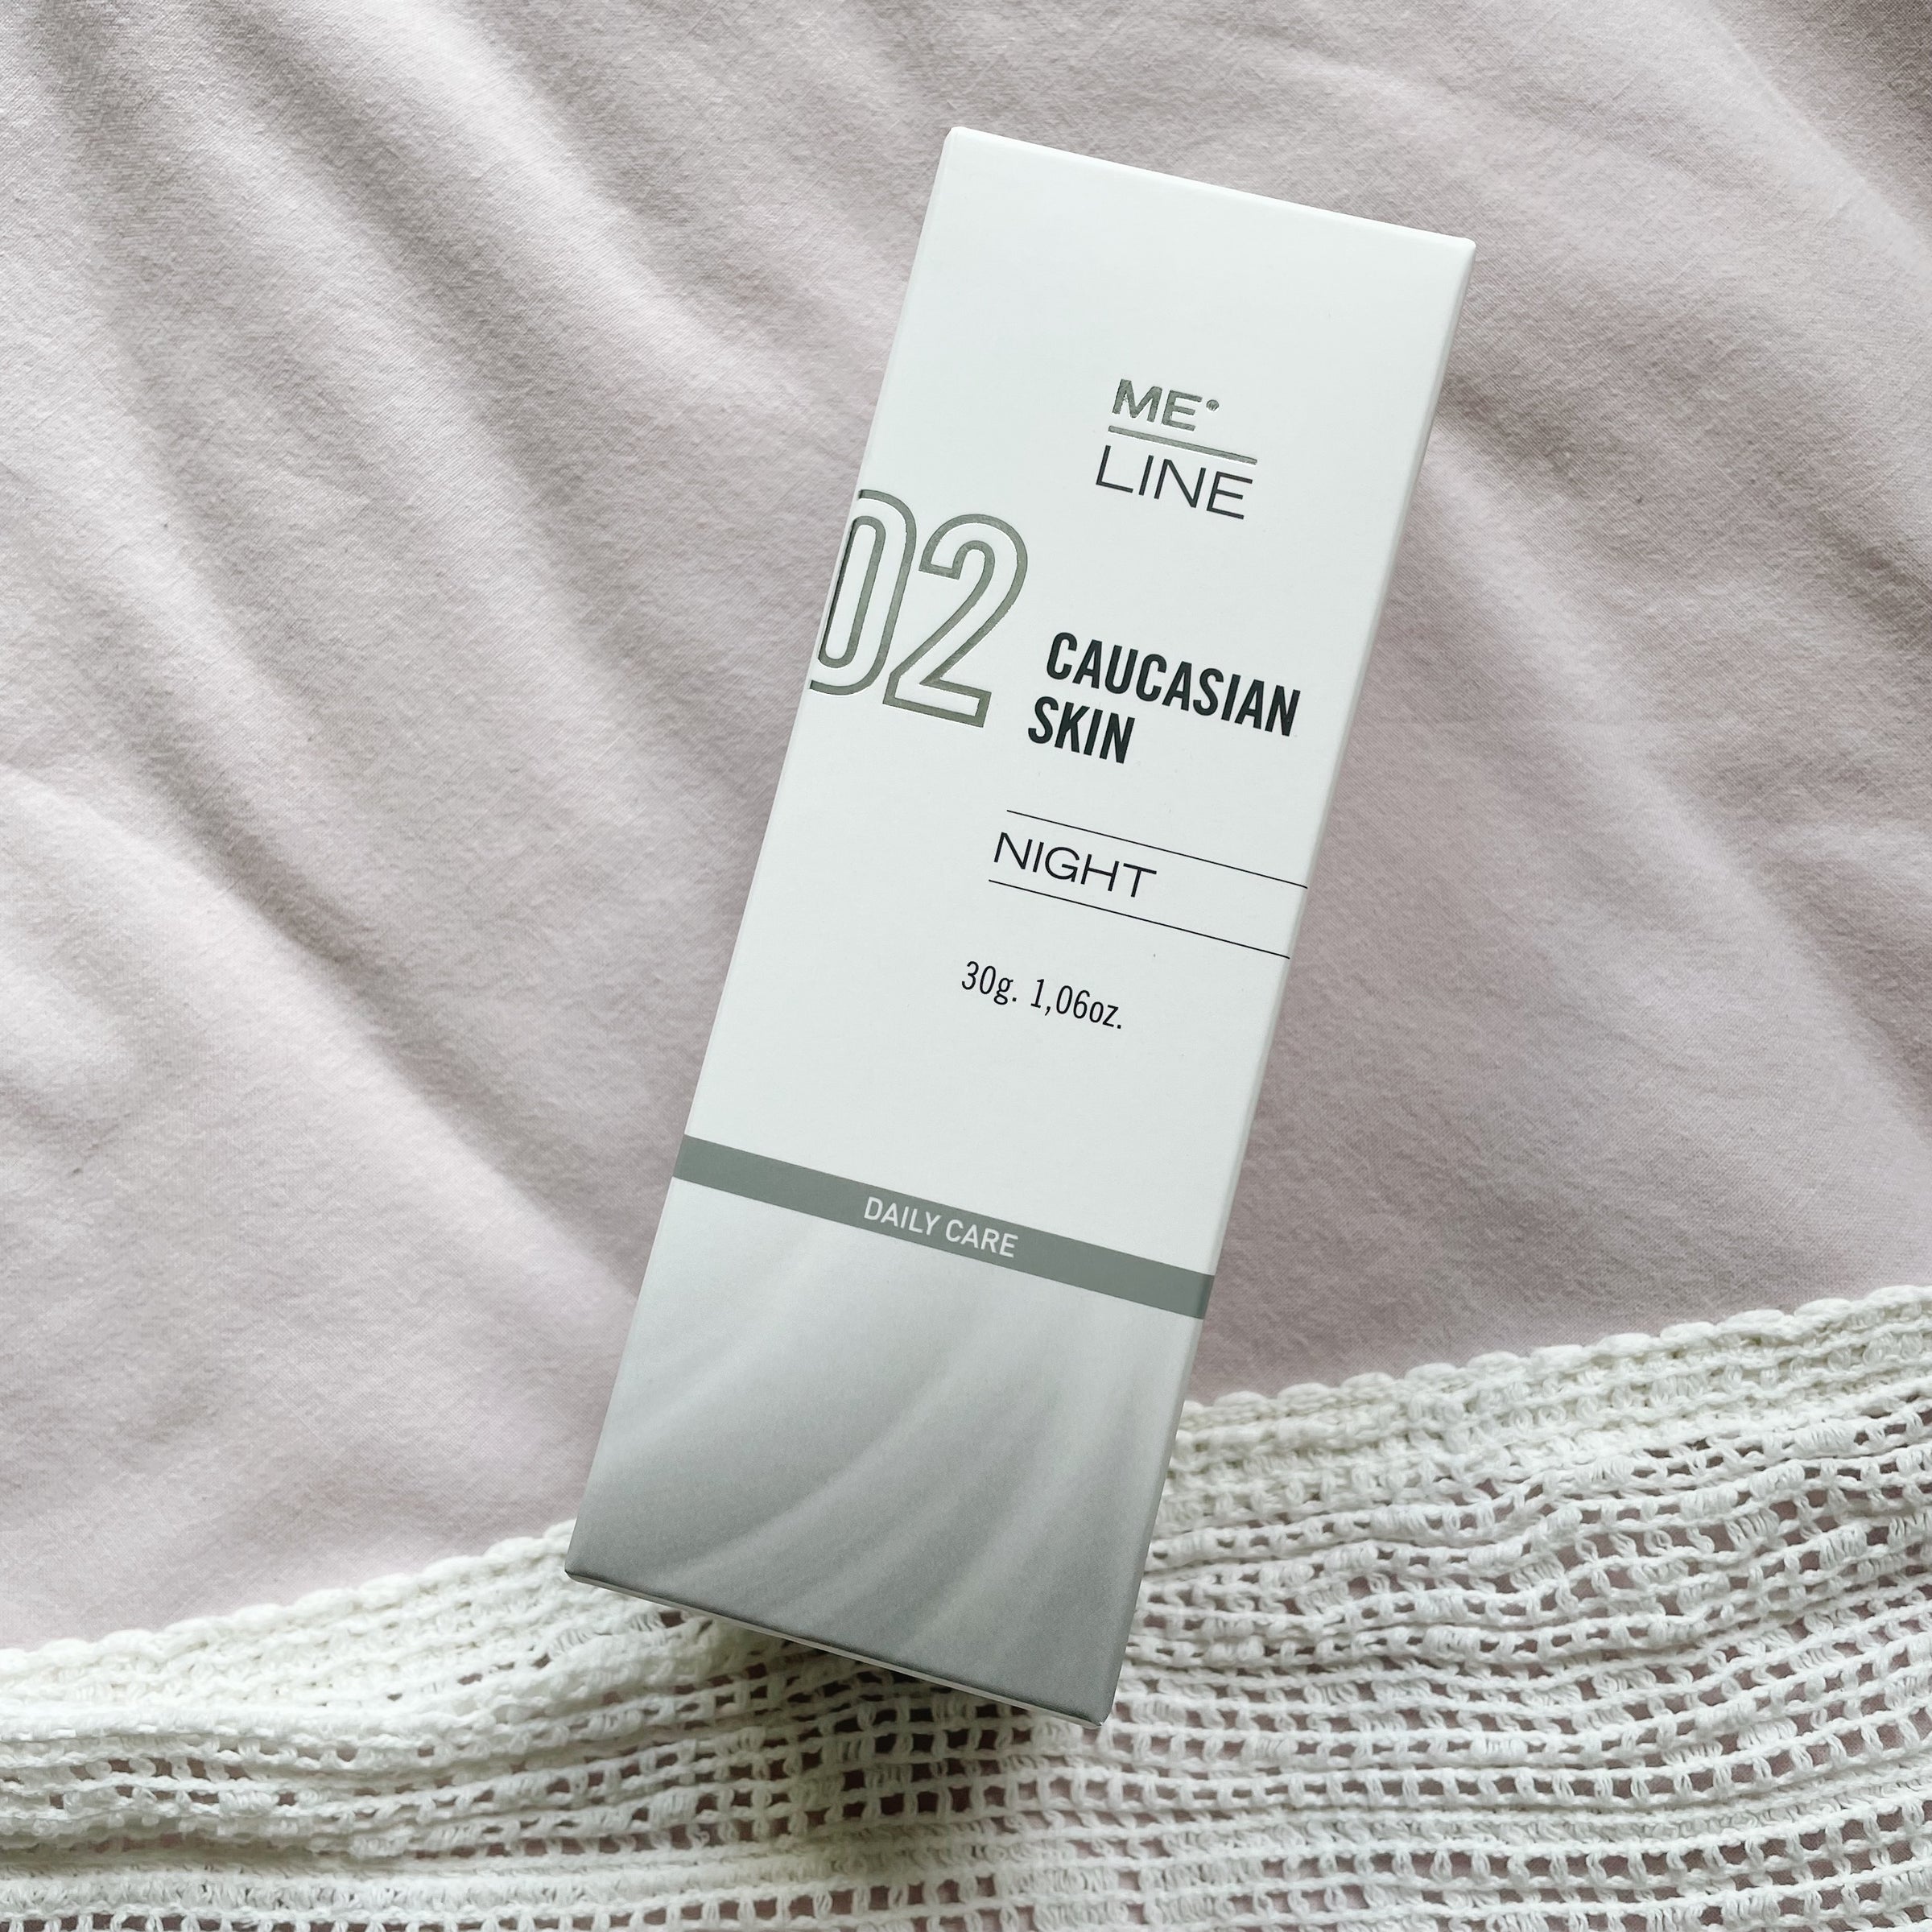 ME•
LINE
02
CAUCASIAN
SKIN
NIGHT
30g. 1,06oz.
DAILY CARE